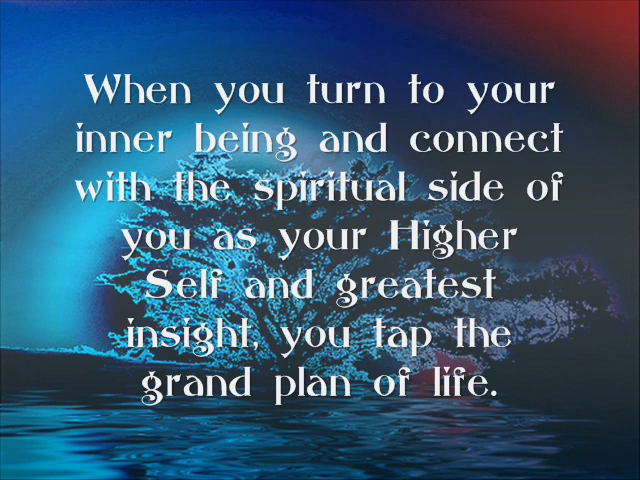 When you turn to your
inner being and connect
with the spiritual side of
you as your Higher
Self and greatest
insight, you tap the
grand plan of life.